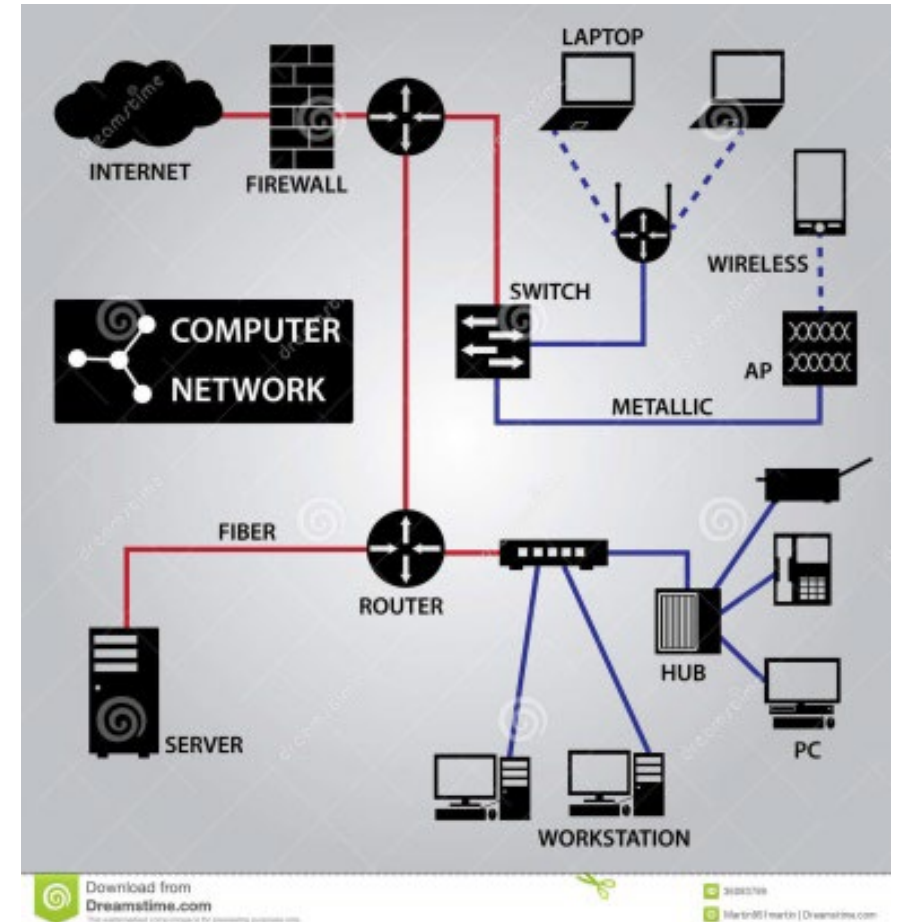 LAPTOP
INTERNET
FIREWALL
WIRELESS
SWITCH
COMPUTER
NETWORK
AP
METALLIC
FIBER
ROUTER
HUB
SERVER
PC
WORKSTATION
dreamstime
Download from
Dreamstime.com